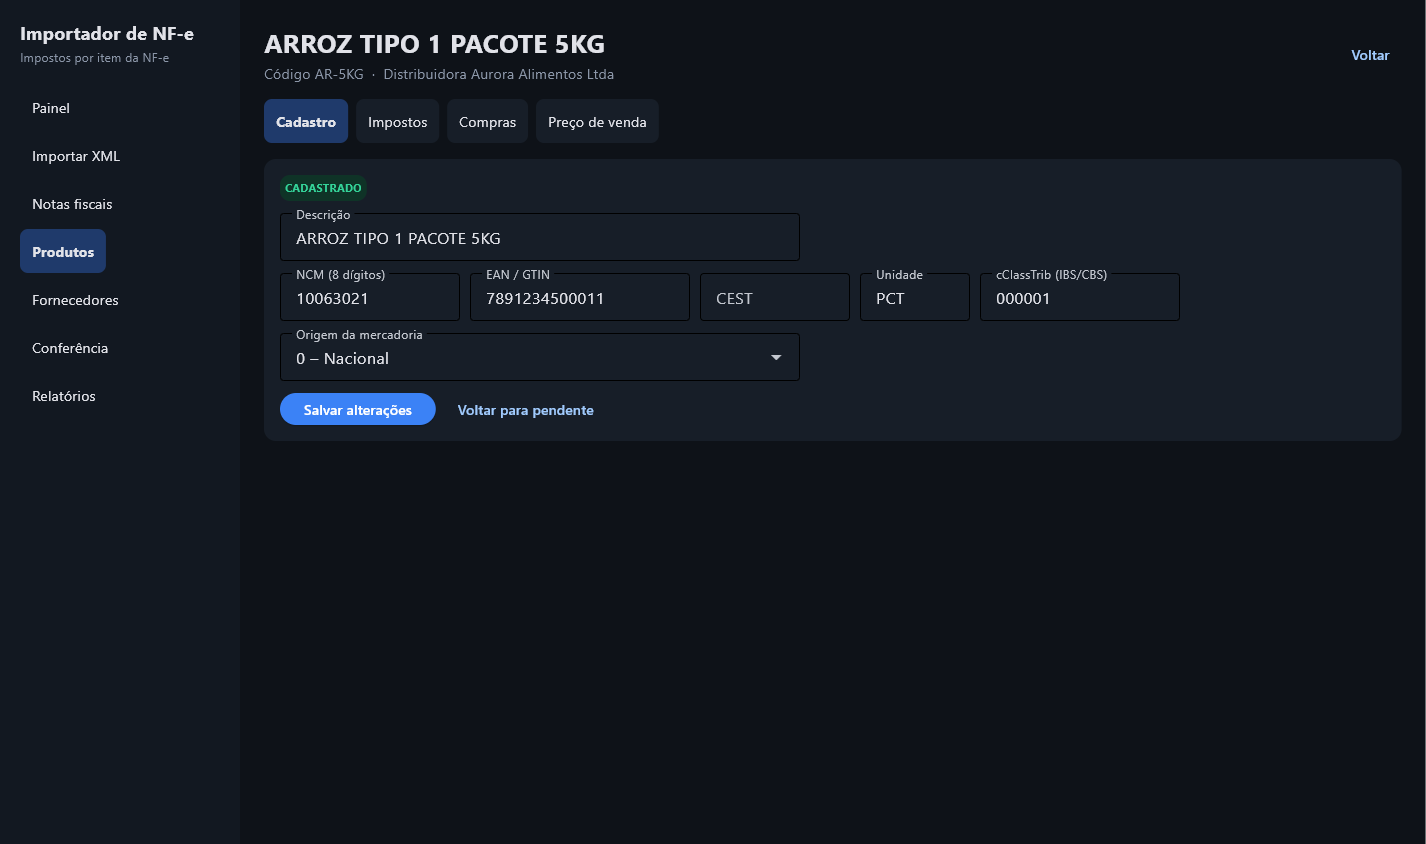 Importador de NF-e
Impostos por item da NF-e
Painel
Importar XML
Notas fiscais
Produtos
Fornecedores
Conferência
Relatórios
ARROZ TIPO 1 PACOTE 5KG
Código AR-5KG · Distribuidora Aurora Alimentos Ltda
Voltar
Cadastro Impostos Compras Preço de venda
CADASTRADO
Descrição
ARROZ TIPO 1 PACOTE 5KG
NCM (8 dígitos) EAN / GTIN Unidade cClassTrib (IBS/CBS)
10063021 7891234500011 CEST PCT 000001
Origem da mercadoria
0 – Nacional
Salvar alterações Voltar para pendente